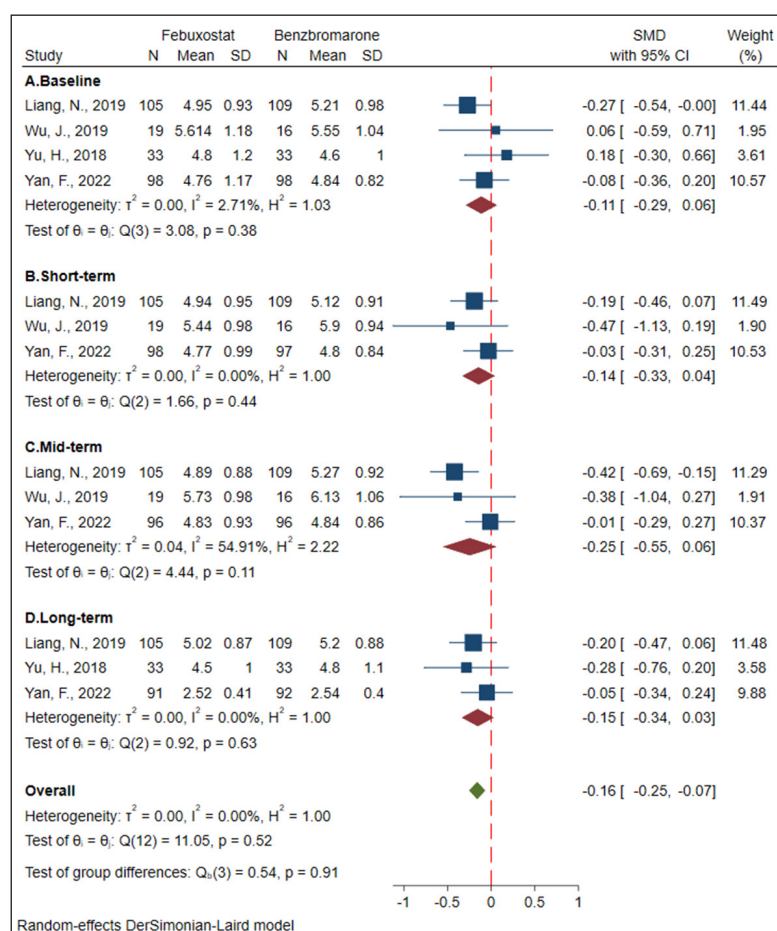 Febuxostat Benzbromarone SMD Weight
Study N Mean SD N Mean SD with 95% CI (%)
A.Baseline
Liang, N., 2019 105 4.95 0.93 109 5.21 0.98 -0.27 [ -0.54, -0.00] 11.44
Wu, J., 2019 19 5.614 1.18 16 5.55 1.04 0.06 [ -0.59, 0.71] 1.95
Yu, H., 2018 33 4.8 1.2 33 4.6 1 0.18 [ -0.30, 0.66] 3.61
Yan, F., 2022 98 4.76 1.17 98 4.84 0.82 -0.08 [ -0.36, 0.20] 10.57
Heterogeneity: τ² = 0.00, I² = 2.71%, H² = 1.03 -0.11 [ -0.29, 0.06]
Test of θᵢ = θⱼ: Q(3) = 3.08, p = 0.38
B.Short-term
Liang, N., 2019 105 4.94 0.95 109 5.12 0.91 -0.19 [ -0.46, 0.07] 11.49
Wu, J., 2019 19 5.44 0.98 16 5.9 0.94 -0.47 [ -1.13, 0.19] 1.90
Yan, F., 2022 98 4.77 0.99 97 4.8 0.84 -0.03 [ -0.31, 0.25] 10.53
Heterogeneity: τ² = 0.00, I² = 0.00%, H² = 1.00 -0.14 [ -0.33, 0.04]
Test of θᵢ = θⱼ: Q(2) = 1.66, p = 0.44
C.Mid-term
Liang, N., 2019 105 4.89 0.88 109 5.27 0.92 -0.42 [ -0.69, -0.15] 11.29
Wu, J., 2019 19 5.73 0.98 16 6.13 1.06 -0.38 [ -1.04, 0.27] 1.91
Yan, F., 2022 96 4.83 0.93 96 4.84 0.86 -0.01 [ -0.29, 0.27] 10.37
Heterogeneity: τ² = 0.04, I² = 54.91%, H² = 2.22 -0.25 [ -0.55, 0.06]
Test of θᵢ = θⱼ: Q(2) = 4.44, p = 0.11
D.Long-term
Liang, N., 2019 105 5.02 0.87 109 5.2 0.88 -0.20 [ -0.47, 0.06] 11.48
Yu, H., 2018 33 4.5 1 33 4.8 1.1 -0.28 [ -0.76, 0.20] 3.58
Yan, F., 2022 91 2.52 0.41 92 2.54 0.4 -0.05 [ -0.34, 0.24] 9.88
Heterogeneity: τ² = 0.00, I² = 0.00%, H² = 1.00 -0.15 [ -0.34, 0.03]
Test of θᵢ = θⱼ: Q(2) = 0.92, p = 0.63
Overall -0.16 [ -0.25, -0.07]
Heterogeneity: τ² = 0.00, I² = 0.00%, H² = 1.00
Test of θᵢ = θⱼ: Q(12) = 11.05, p = 0.52
Test of group differences: Q_b(3) = 0.54, p = 0.91
-1 -0.5 0 0.5 1
Random-effects DerSimonian-Laird model